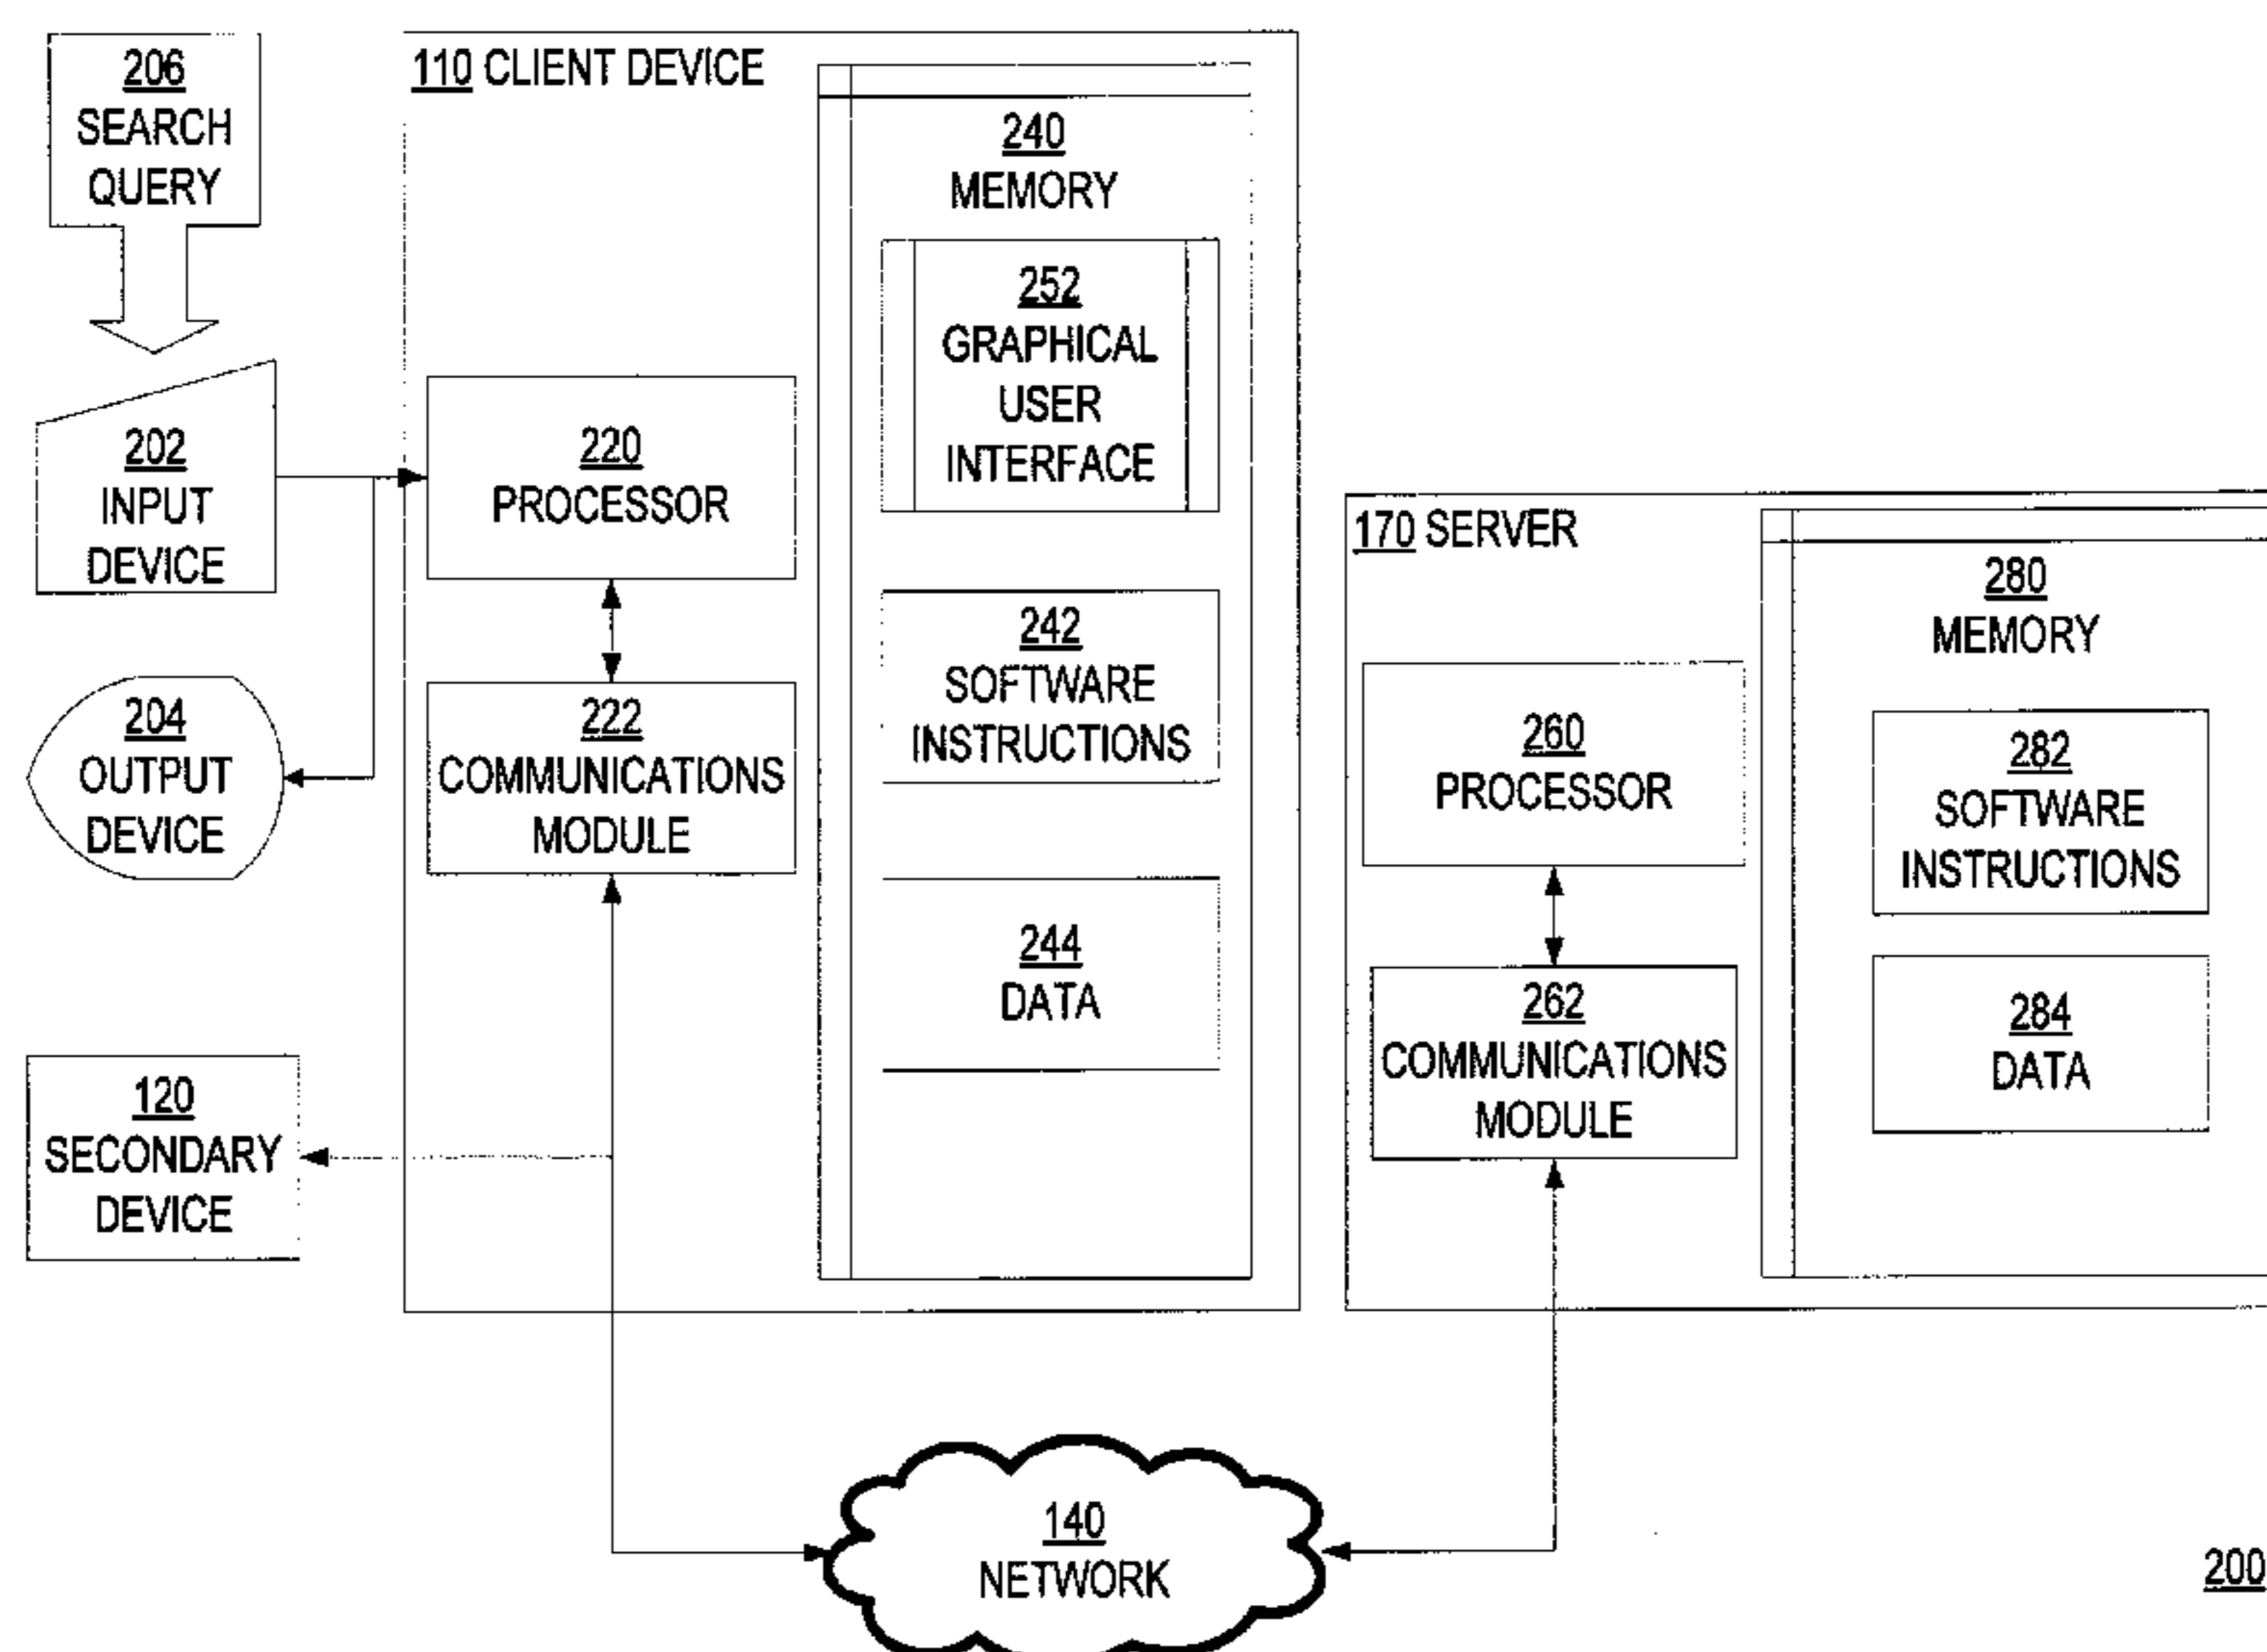 206
SEARCH
QUERY
202
INPUT
DEVICE
204
OUTPUT
DEVICE
120
SECONDARY
DEVICE
110 CLIENT DEVICE
220
PROCESSOR
222
COMMUNICATIONS
MODULE
240
MEMORY
252
GRAPHICAL
USER
INTERFACE
242
SOFTWARE
INSTRUCTIONS
244
DATA
170 SERVER
260
PROCESSOR
262
COMMUNICATIONS
MODULE
280
MEMORY
282
SOFTWARE
INSTRUCTIONS
284
DATA
140
NETWORK
200